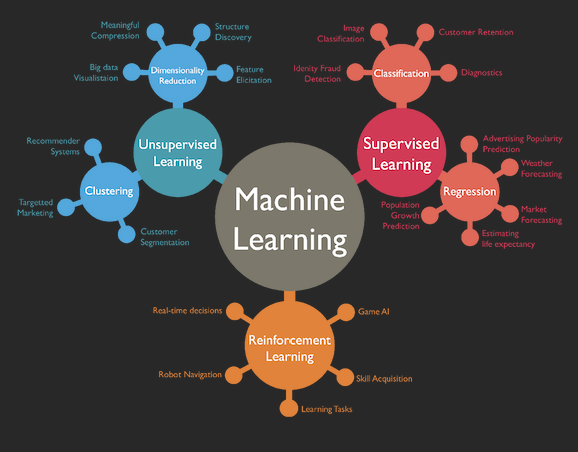 Machine
Learning
Unsupervised
Learning
Dimensionality
Reduction
Meaningful
Compression
Structure
Discovery
Big data
Visualistaion
Feature
Elicitation
Clustering
Recommender
Systems
Targetted
Marketing
Customer
Segmentation
Supervised
Learning
Classification
Image
Classification
Customer Retention
Idenity Fraud
Detection
Diagnostics
Regression
Advertising Popularity
Prediction
Weather
Forecasting
Population
Growth
Prediction
Market
Forecasting
Estimating
life expectancy
Reinforcement
Learning
Real-time decisions
Game AI
Robot Navigation
Skill Acquisition
Learning Tasks